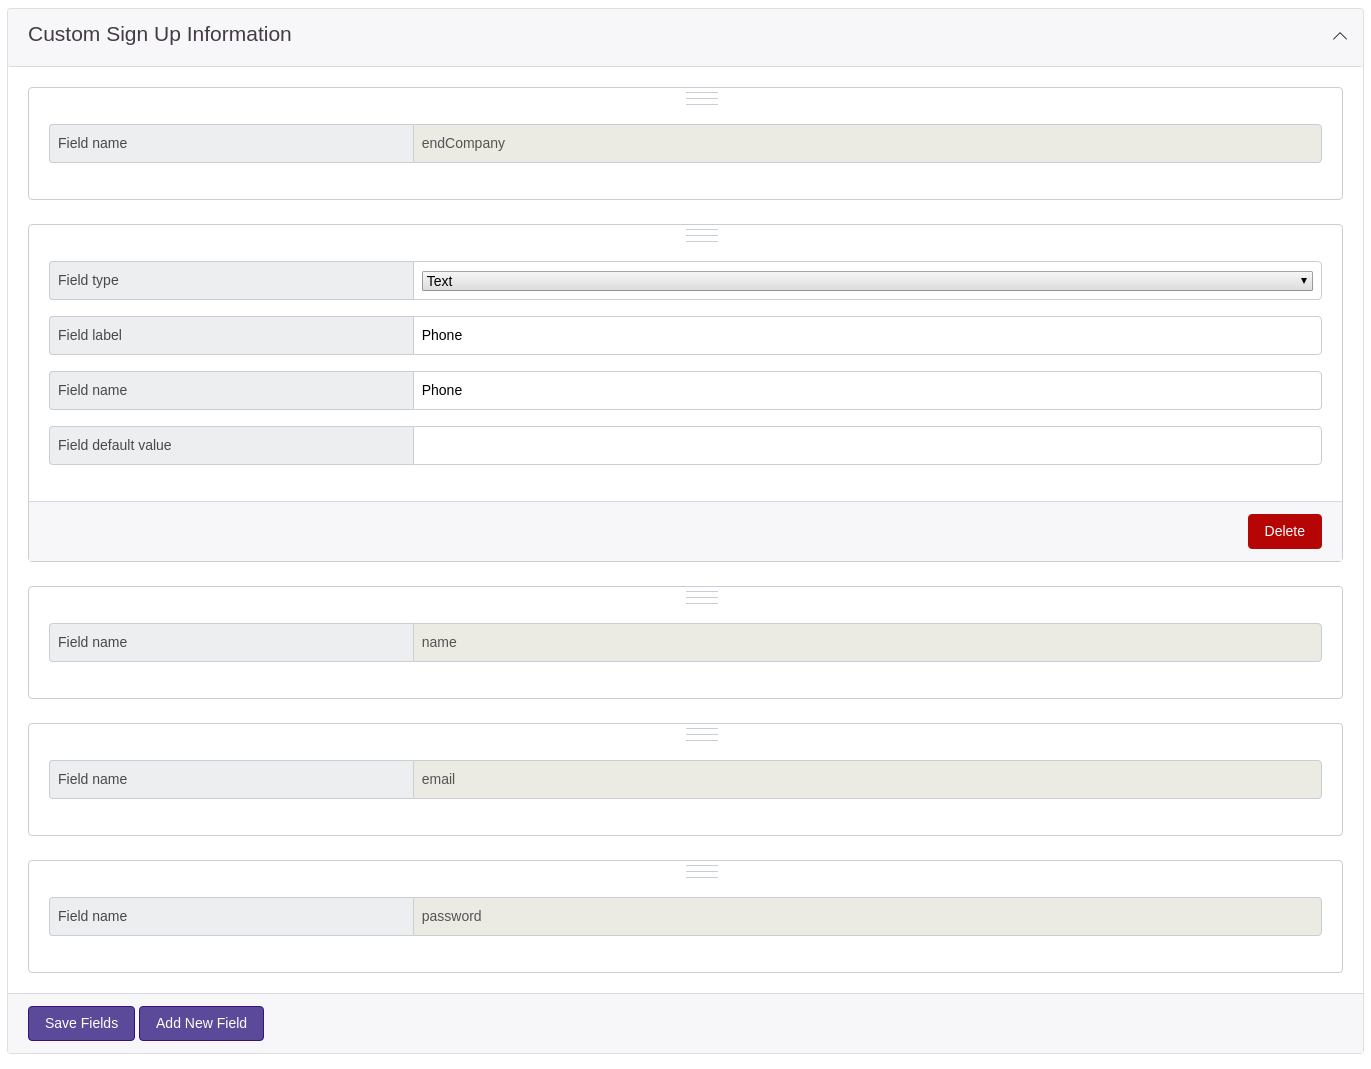 Custom Sign Up Information
Field name endCompany
Field type Text
Field label Phone
Field name Phone
Field default value
Delete
Field name name
Field name email
Field name password
Save Fields Add New Field